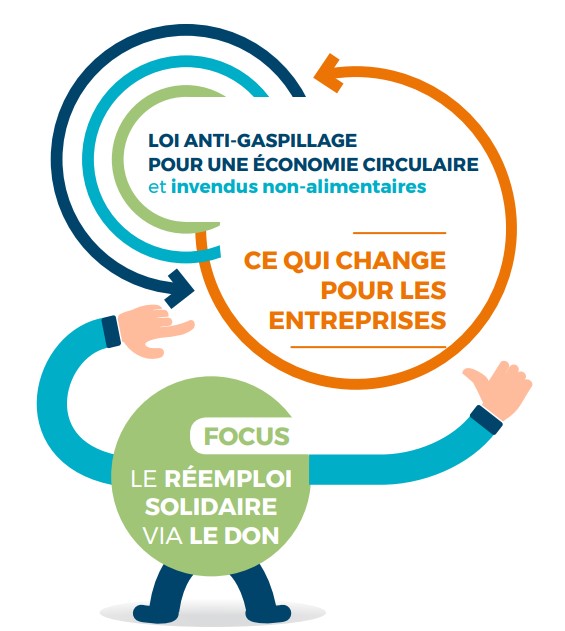 LOI ANTI-GASPILLAGE
POUR UNE ÉCONOMIE CIRCULAIRE
et invendus non-alimentaires
CE QUI CHANGE
POUR LES
ENTREPRISES
FOCUS
LE RÉEMPLOI
SOLIDAIRE
VIA LE DON